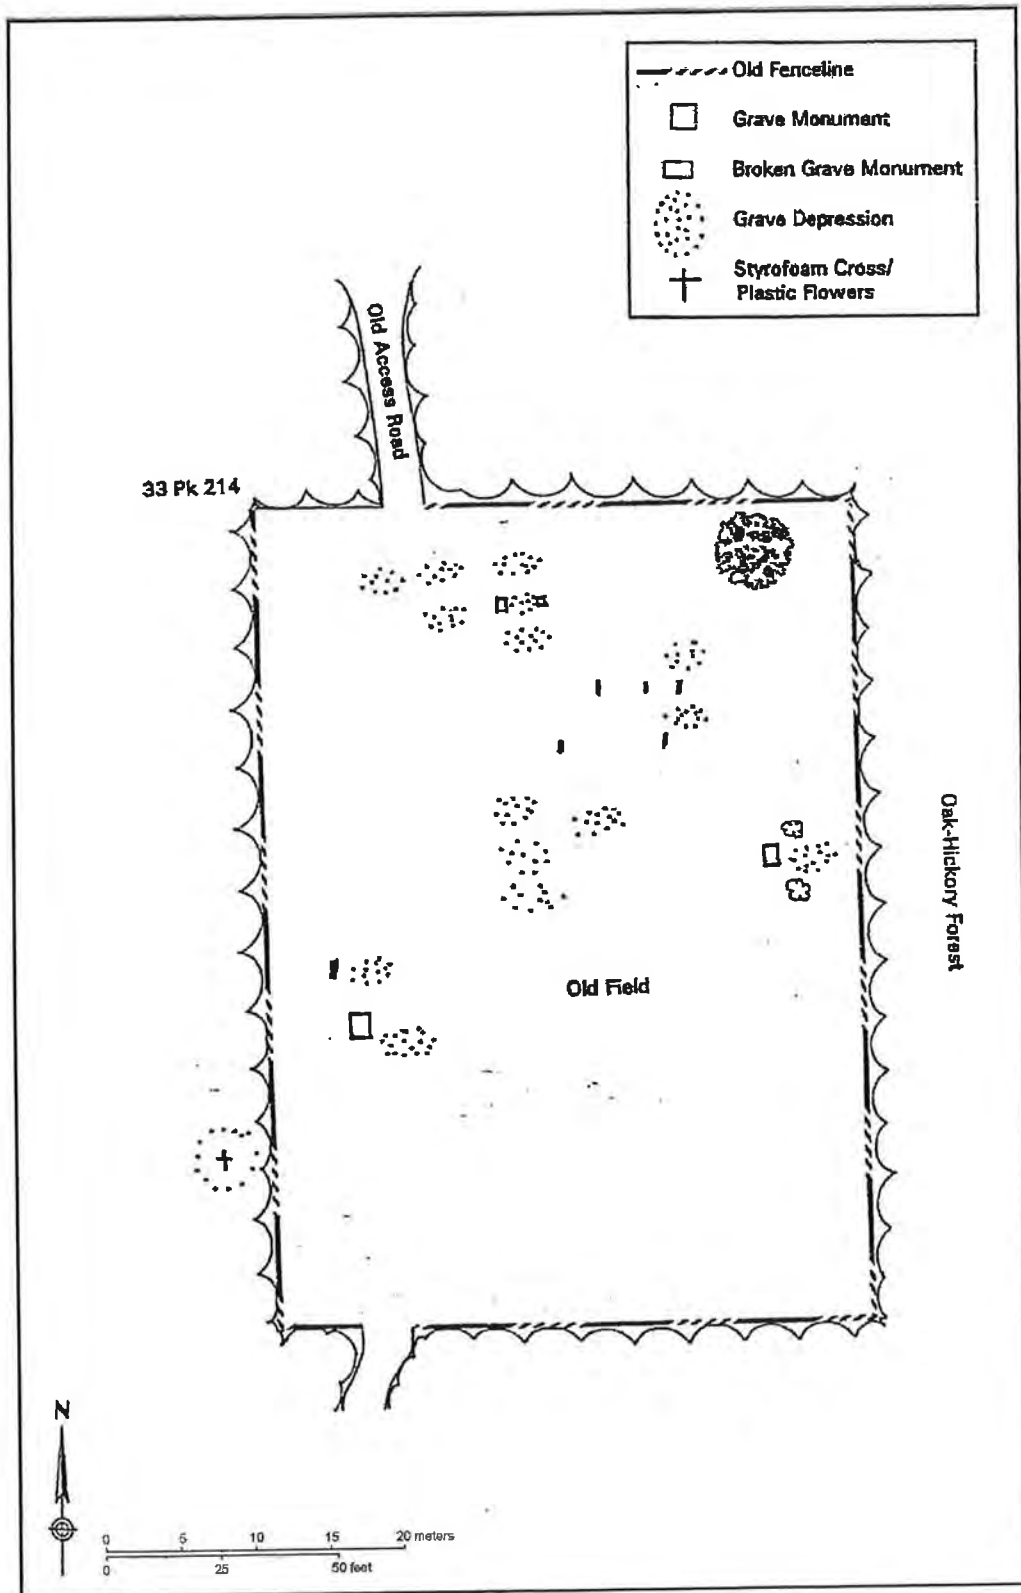 Old Fenceline
Grave Monument
Broken Grave Monument
Grave Depression
Styrofoam Cross/
Plastic Flowers
Old Access Road
33 Pk 214
Oak-Hickory Forest
Old Field
N
0 5 10 15 20 meters
0 25 50 feet